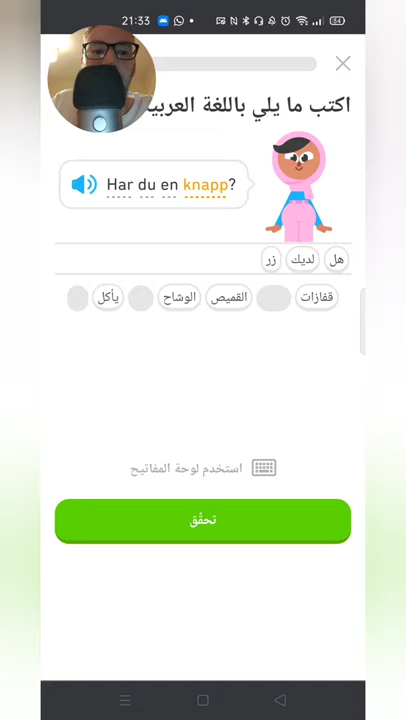 21:33
84
اكتب ما يلي باللغة العربية
Har du en knapp?
هل لديك زر
قفازات القميص الوشاح يأكل
استخدم لوحة المفاتيح
تحقَّق